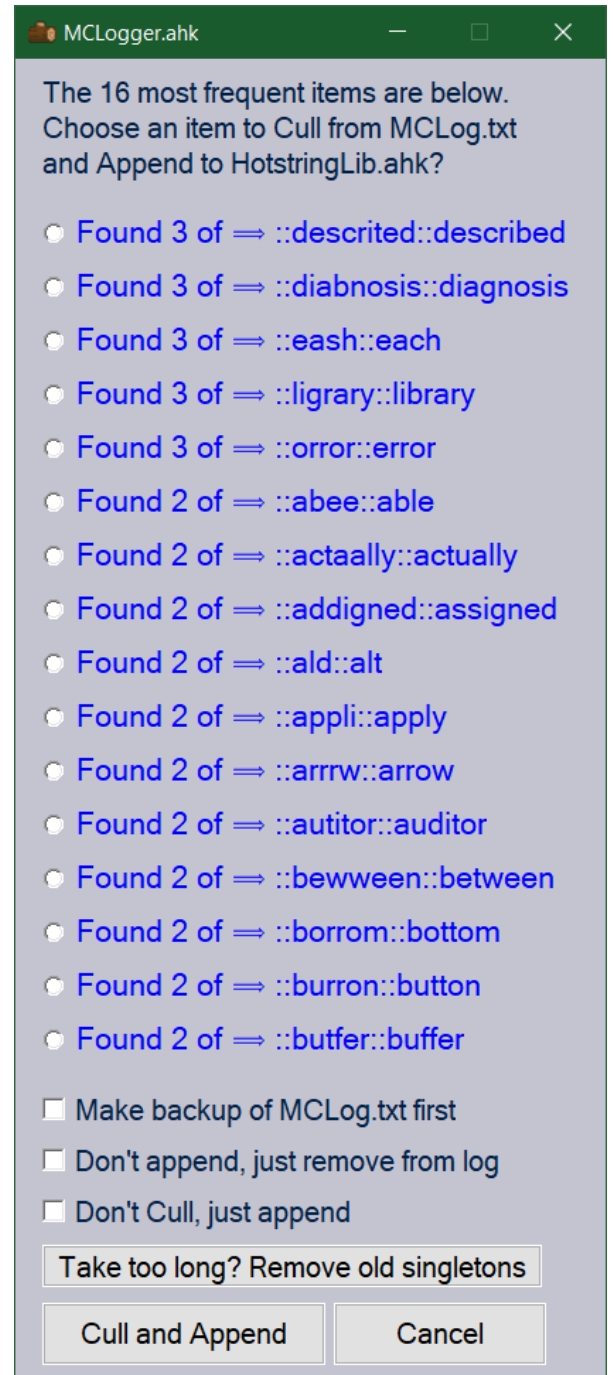 MCLogger.ahk
The 16 most frequent items are below.
Choose an item to Cull from MCLog.txt
and Append to HotstringLib.ahk?
Found 3 of ⟹ ::descrited::described
Found 3 of ⟹ ::diabnosis::diagnosis
Found 3 of ⟹ ::eash::each
Found 3 of ⟹ ::ligrary::library
Found 3 of ⟹ ::orror::error
Found 2 of ⟹ ::abee::able
Found 2 of ⟹ ::actaally::actually
Found 2 of ⟹ ::addigned::assigned
Found 2 of ⟹ ::ald::alt
Found 2 of ⟹ ::appli::apply
Found 2 of ⟹ ::arrrw::arrow
Found 2 of ⟹ ::autitor::auditor
Found 2 of ⟹ ::bewween::between
Found 2 of ⟹ ::borrom::bottom
Found 2 of ⟹ ::burron::button
Found 2 of ⟹ ::butfer::buffer
Make backup of MCLog.txt first
Don't append, just remove from log
Don't Cull, just append
Take too long? Remove old singletons
Cull and Append Cancel